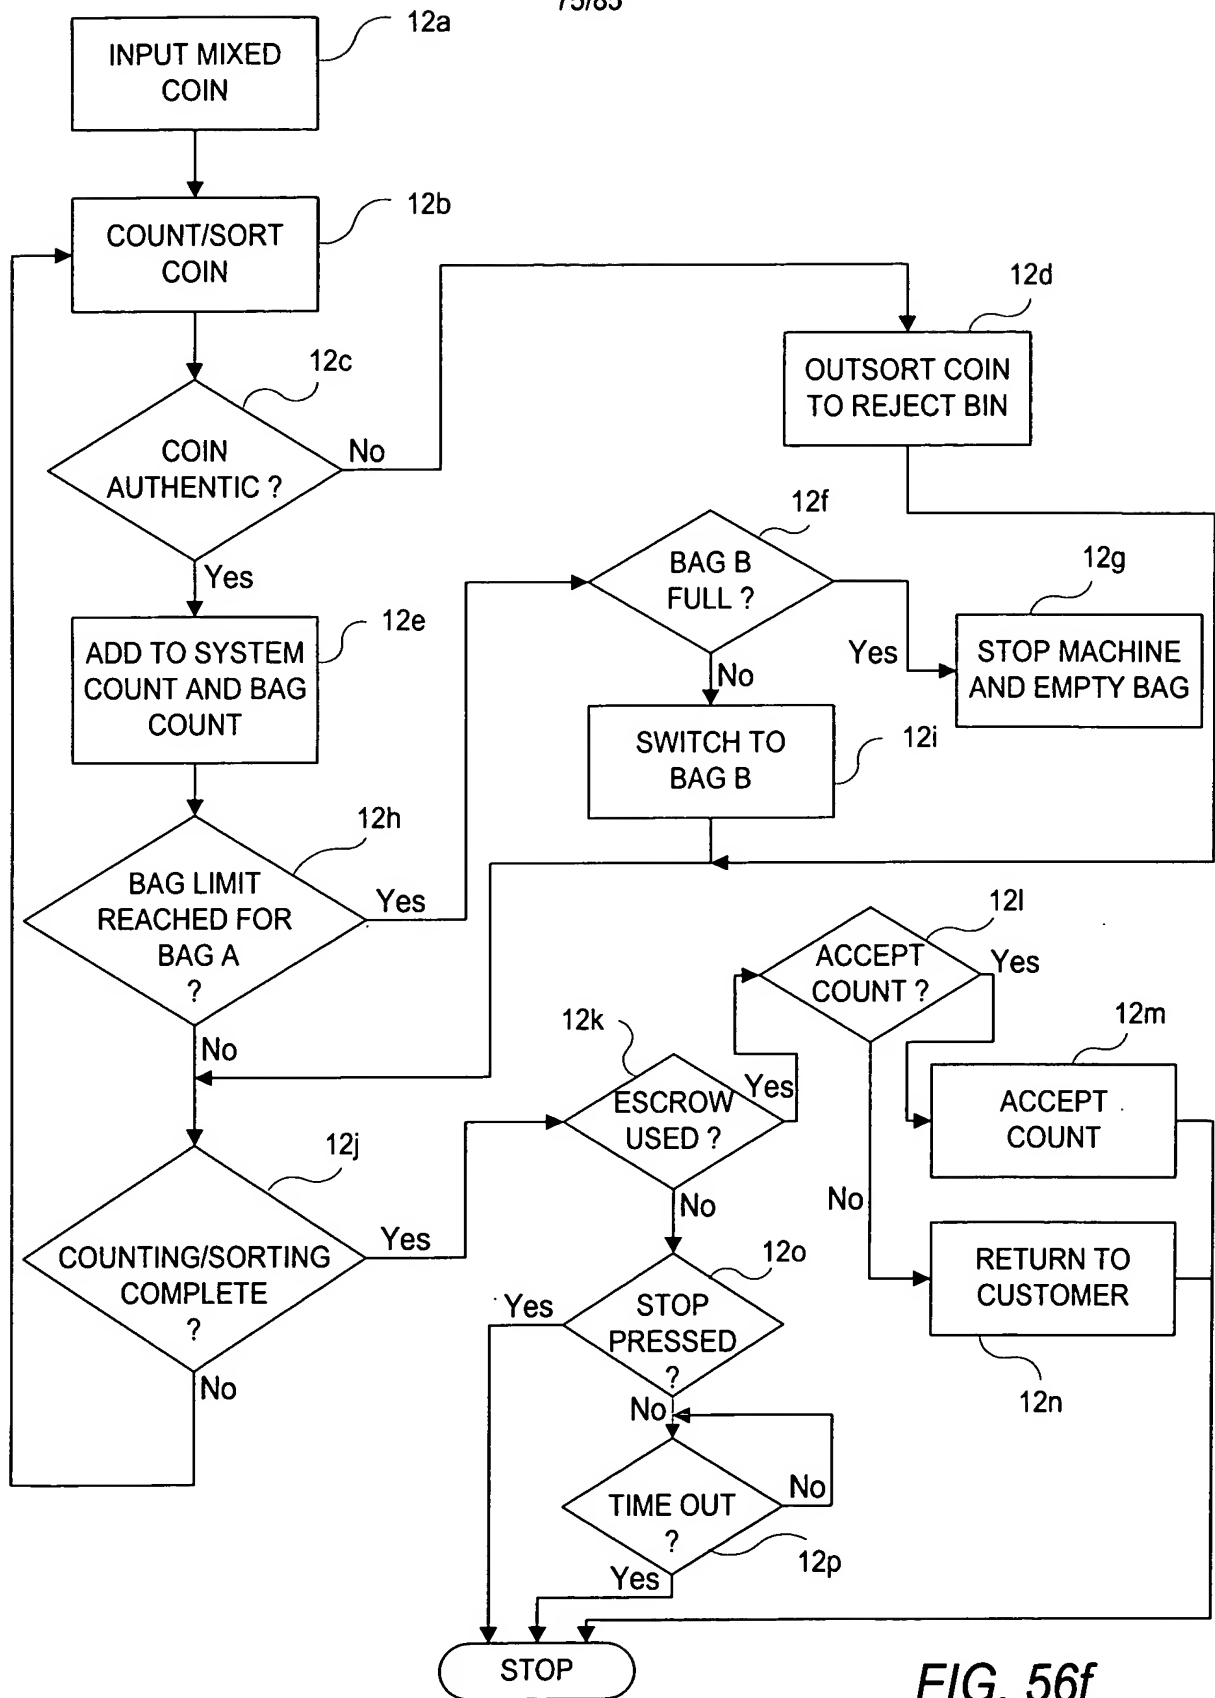 75/85
12a
INPUT MIXED
COIN
12b
COUNT/SORT
COIN
12c
COIN
AUTHENTIC ?
No
Yes
12d
OUTSORT COIN
TO REJECT BIN
12e
ADD TO SYSTEM
COUNT AND BAG
COUNT
12f
BAG B
FULL ?
Yes
No
12g
STOP MACHINE
AND EMPTY BAG
12i
SWITCH TO
BAG B
12h
BAG LIMIT
REACHED FOR
BAG A
?
Yes
No
12j
COUNTING/SORTING
COMPLETE
?
Yes
No
12k
ESCROW
USED ?
Yes
No
12l
ACCEPT
COUNT ?
Yes
No
12m
ACCEPT
COUNT
RETURN TO
CUSTOMER
12n
12o
STOP
PRESSED
?
Yes
No
TIME OUT
?
No
Yes
12p
STOP
FIG. 56f